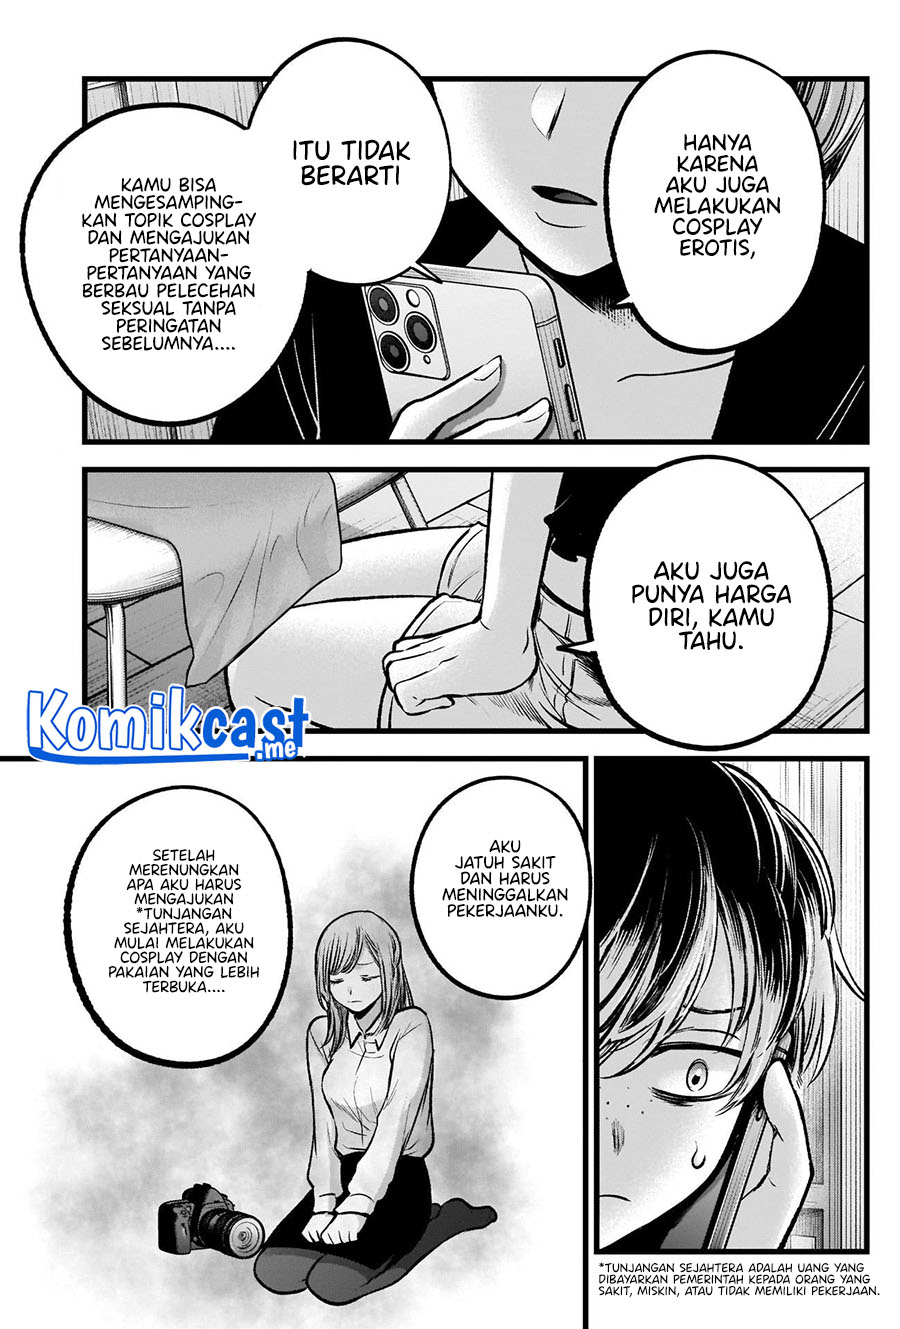 HANYA
KARENA
AKU JUGA
MELAKUKAN
COSPLAY
EROTIS,
ITU TIDAK
BERARTI
KAMU BISA
MENGESAMPING-
KAN TOPIK COSPLAY
DAN MENGAJUKAN
PERTANYAAN-
PERTANYAAN YANG
BERBAU PELECEHAN
SEKSUAL TANPA
PERINGATAN
SEBELUMNYA....
AKU JUGA
PUNYA HARGA
DIRI, KAMU
TAHU.
Komikcast
.me
AKU
JATUH SAKIT
DAN HARUS
MENINGGALKAN
PEKERJAANKU.
SETELAH
MERENUNGKAN
APA AKU HARUS
MENGAJUKAN
*TUNJANGAN
SEJAHTERA, AKU
MULAI MELAKUKAN
COSPLAY DENGAN
PAKAIAN YANG LEBIH
TERBUKA....
*TUNJANGAN SEJAHTERA ADALAH UANG YANG
DIBAYARKAN PEMERINTAH KEPADA ORANG YANG
SAKIT, MISKIN, ATAU TIDAK MEMILIKI PEKERJAAN.